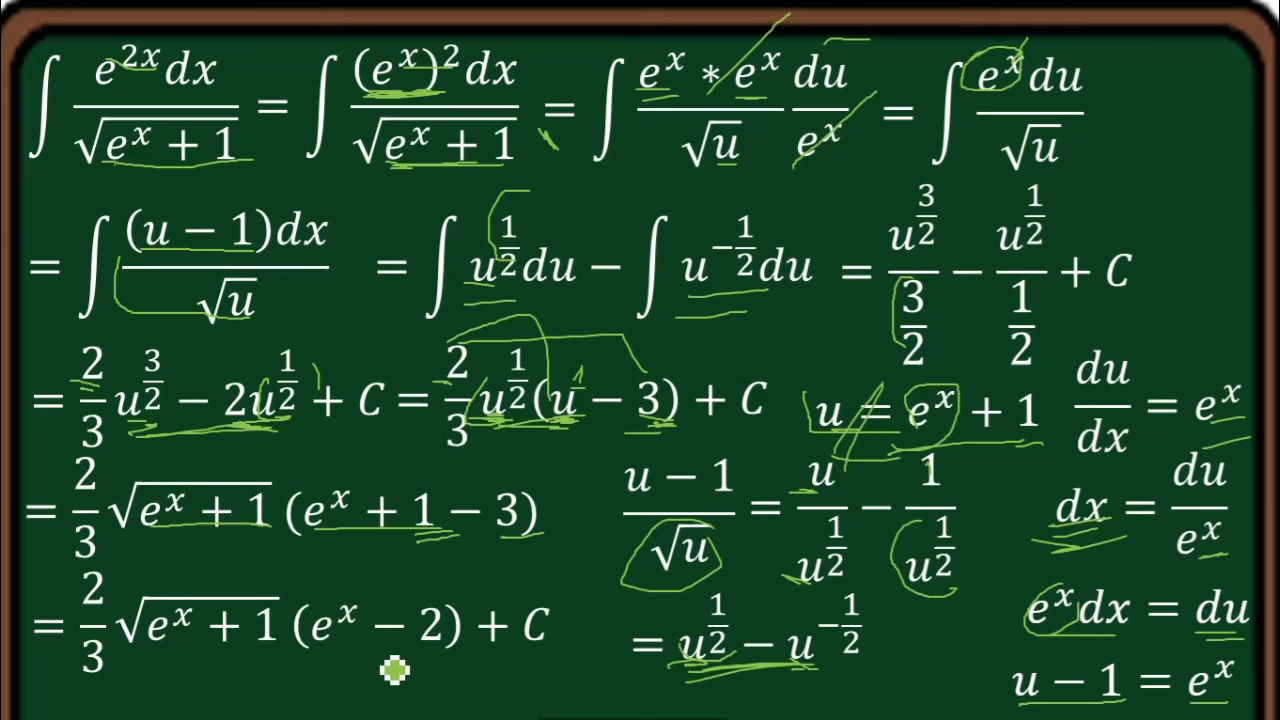 ∫ e^{2x}dx / √(e^x + 1) = ∫ (e^x)^2 dx / √(e^x + 1) = ∫ (e^x * e^x / √u) (du / e^x) = ∫ e^x du / √u
= ∫ (u − 1)dx / √u = ∫ u^{1/2} du − ∫ u^{−1/2} du = u^{3/2} / (3/2) − u^{1/2} / (1/2) + C
= 2/3 u^{3/2} − 2u^{1/2} + C = 2/3 u^{1/2} (u − 3) + C
= 2/3 √(e^x + 1) (e^x + 1 − 3)
= 2/3 √(e^x + 1) (e^x − 2) + C
u = e^x + 1
(u − 1) / √u = u / u^{1/2} − 1 / u^{1/2}
= u^{1/2} − u^{−1/2}
du/dx = e^x
dx = du / e^x
e^x dx = du
u − 1 = e^x